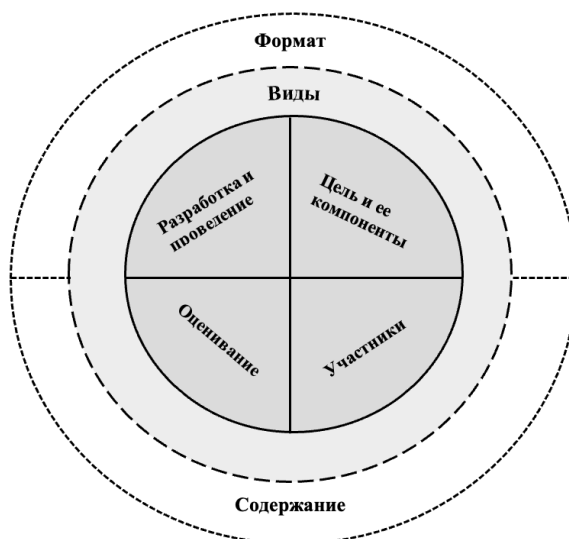 Формат
Виды
Разработка и
проведение
Цель и ее
компоненты
Оценивание
Участники
Содержание